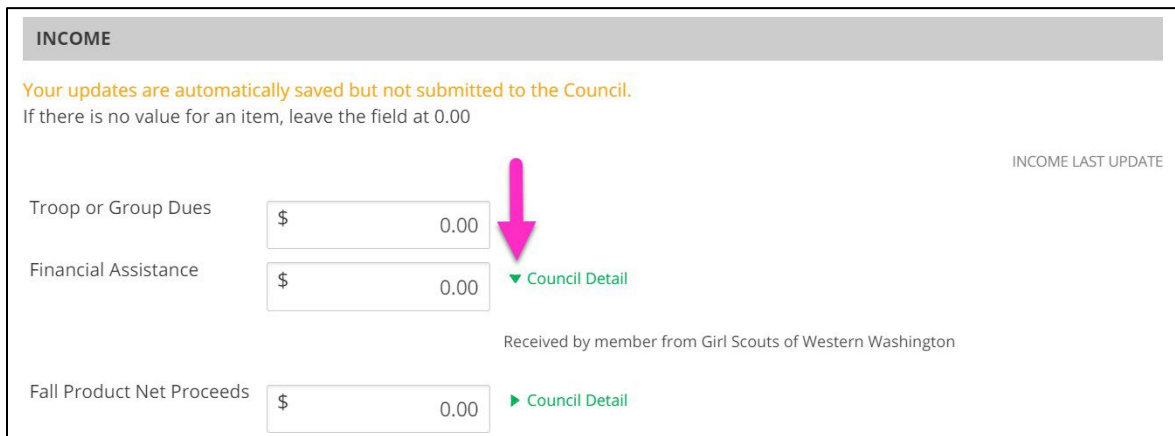 INCOME
Your updates are automatically saved but not submitted to the Council.
If there is no value for an item, leave the field at 0.00
INCOME LAST UPDATE
Troop or Group Dues $ 0.00
Financial Assistance $ 0.00 Council Detail
Received by member from Girl Scouts of Western Washington
Fall Product Net Proceeds $ 0.00 Council Detail